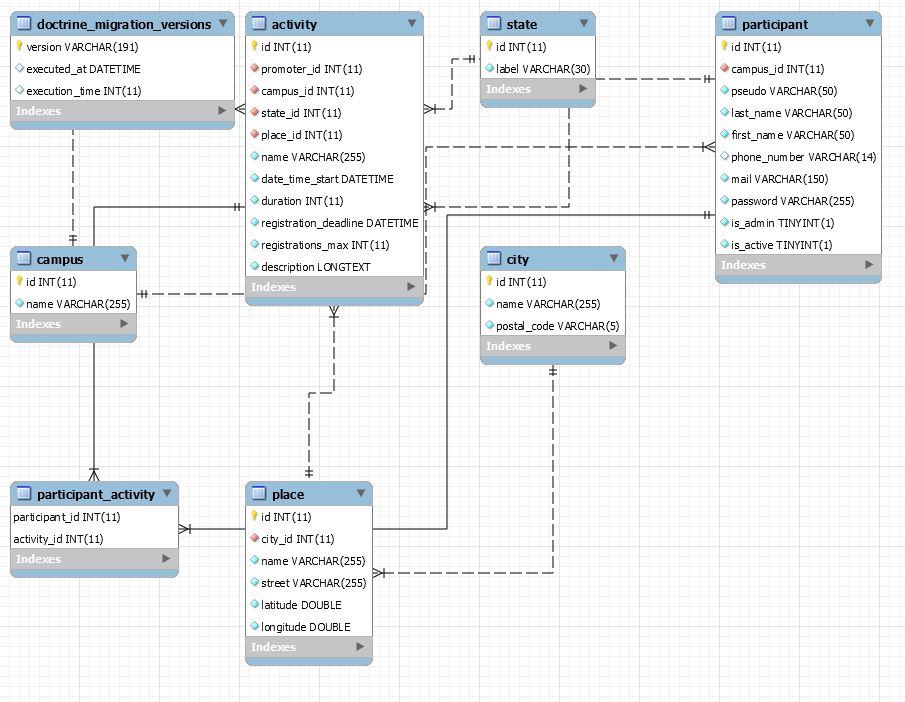 doctrine_migration_versions
version VARCHAR(191)
executed_at DATETIME
execution_time INT(11)
Indexes
activity
id INT(11)
promoter_id INT(11)
campus_id INT(11)
state_id INT(11)
place_id INT(11)
name VARCHAR(255)
date_time_start DATETIME
duration INT(11)
registration_deadline DATETIME
registrations_max INT(11)
description LONGTEXT
Indexes
state
id INT(11)
label VARCHAR(30)
Indexes
participant
id INT(11)
campus_id INT(11)
pseudo VARCHAR(50)
last_name VARCHAR(50)
first_name VARCHAR(50)
phone_number VARCHAR(14)
mail VARCHAR(150)
password VARCHAR(255)
is_admin TINYINT(1)
is_active TINYINT(1)
Indexes
campus
id INT(11)
name VARCHAR(255)
Indexes
city
id INT(11)
name VARCHAR(255)
postal_code VARCHAR(5)
Indexes
participant_activity
participant_id INT(11)
activity_id INT(11)
Indexes
place
id INT(11)
city_id INT(11)
name VARCHAR(255)
street VARCHAR(255)
latitude DOUBLE
longitude DOUBLE
Indexes